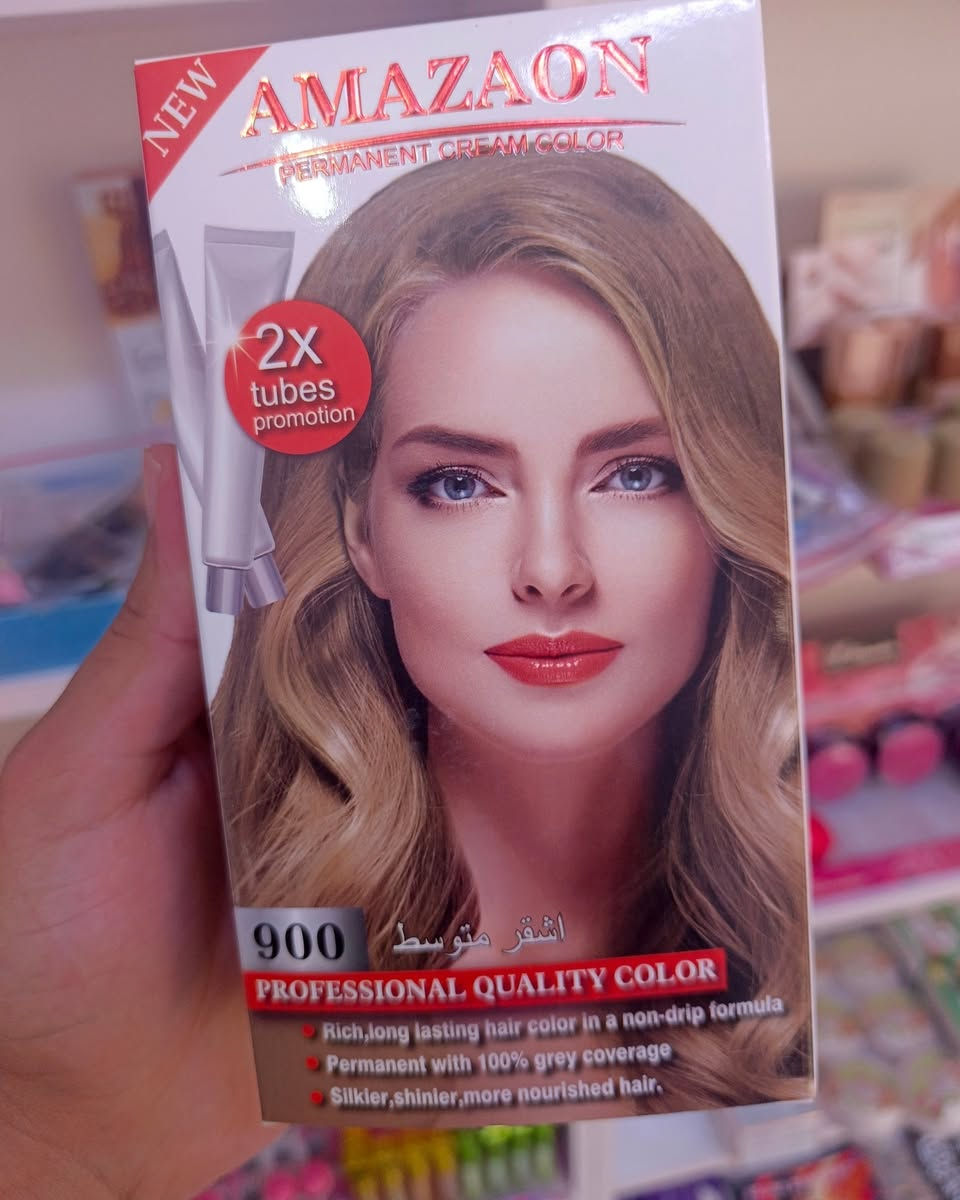 NEW
AMAZAON
PERMANENT CREAM COLOR
2x
tubes
promotion
900
اشقر متوسط
PROFESSIONAL QUALITY COLOR
Rich,long lasting hair color in a non-drip formula
Permanent with 100% grey coverage
Silkier,shinier,more nourished hair.